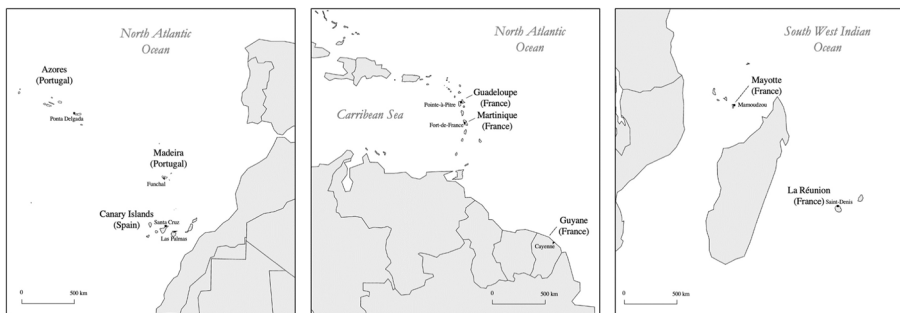 North Atlantic
Ocean
Azores
(Portugal)
Ponta Delgada
Madeira
(Portugal)
Funchal
Canary Islands
(Spain)
Santa Cruz
Las Palmas
0 500 km
North Atlantic
Ocean
Guadeloupe
(France)
Pointe-à-Pitre
Martinique
(France)
Fort-de-France
Carribean Sea
Guyane
(France)
Cayenne
0 500 km
South West Indian
Ocean
Mayotte
(France)
Mamoudzou
La Réunion
(France)
Saint-Denis
0 500 km